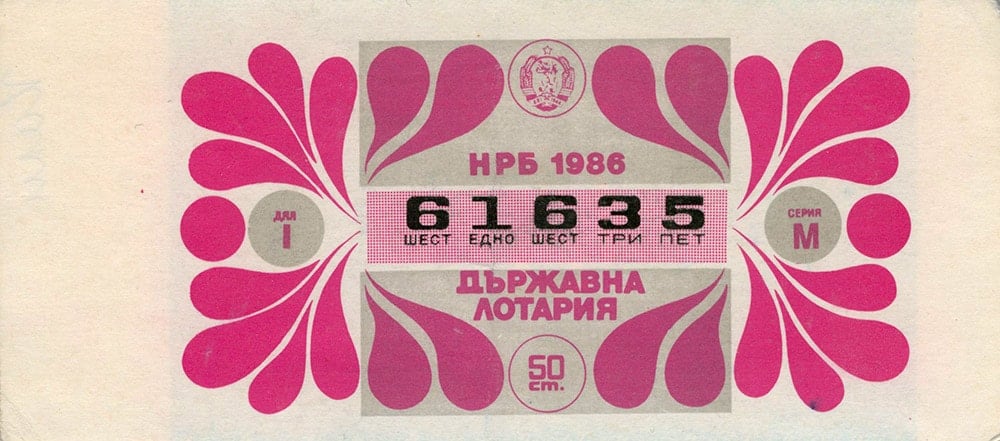 НРБ 1986
ДЯЛ
I
61635
ШЕСТ ЕДНО ШЕСТ ТРИ ПЕТ
СЕРИЯ
М
ДЪРЖАВНА
ЛОТАРИЯ
50
ст.